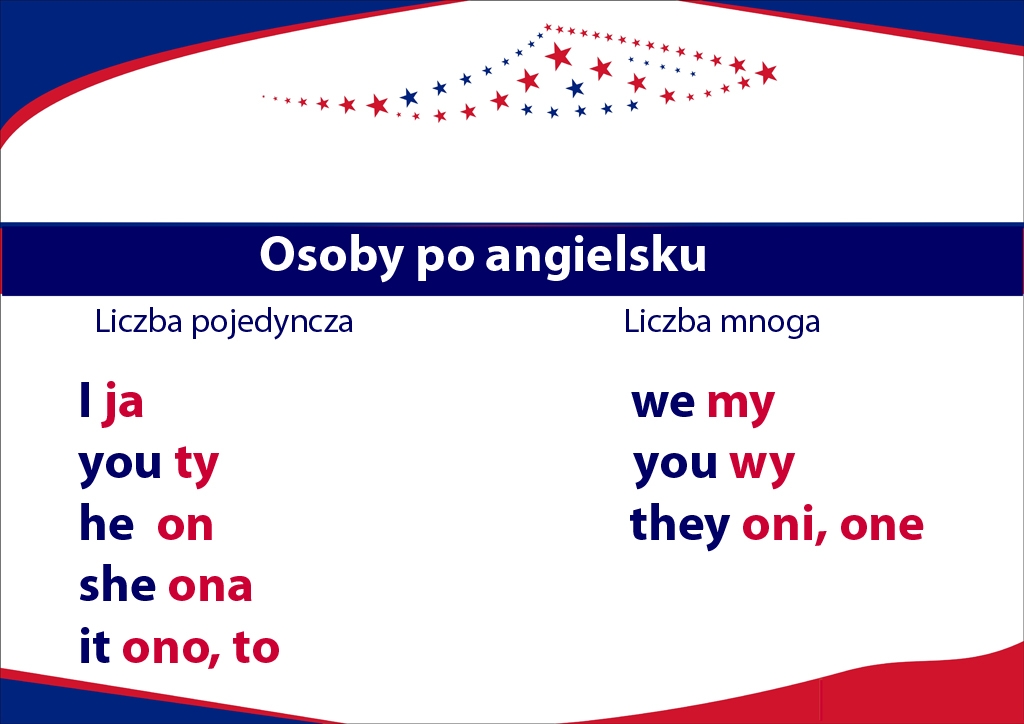 Osoby po angielsku
Liczba pojedyncza
I ja
you ty
he on
she ona
it ono, to
Liczba mnoga
we my
you wy
they oni, one